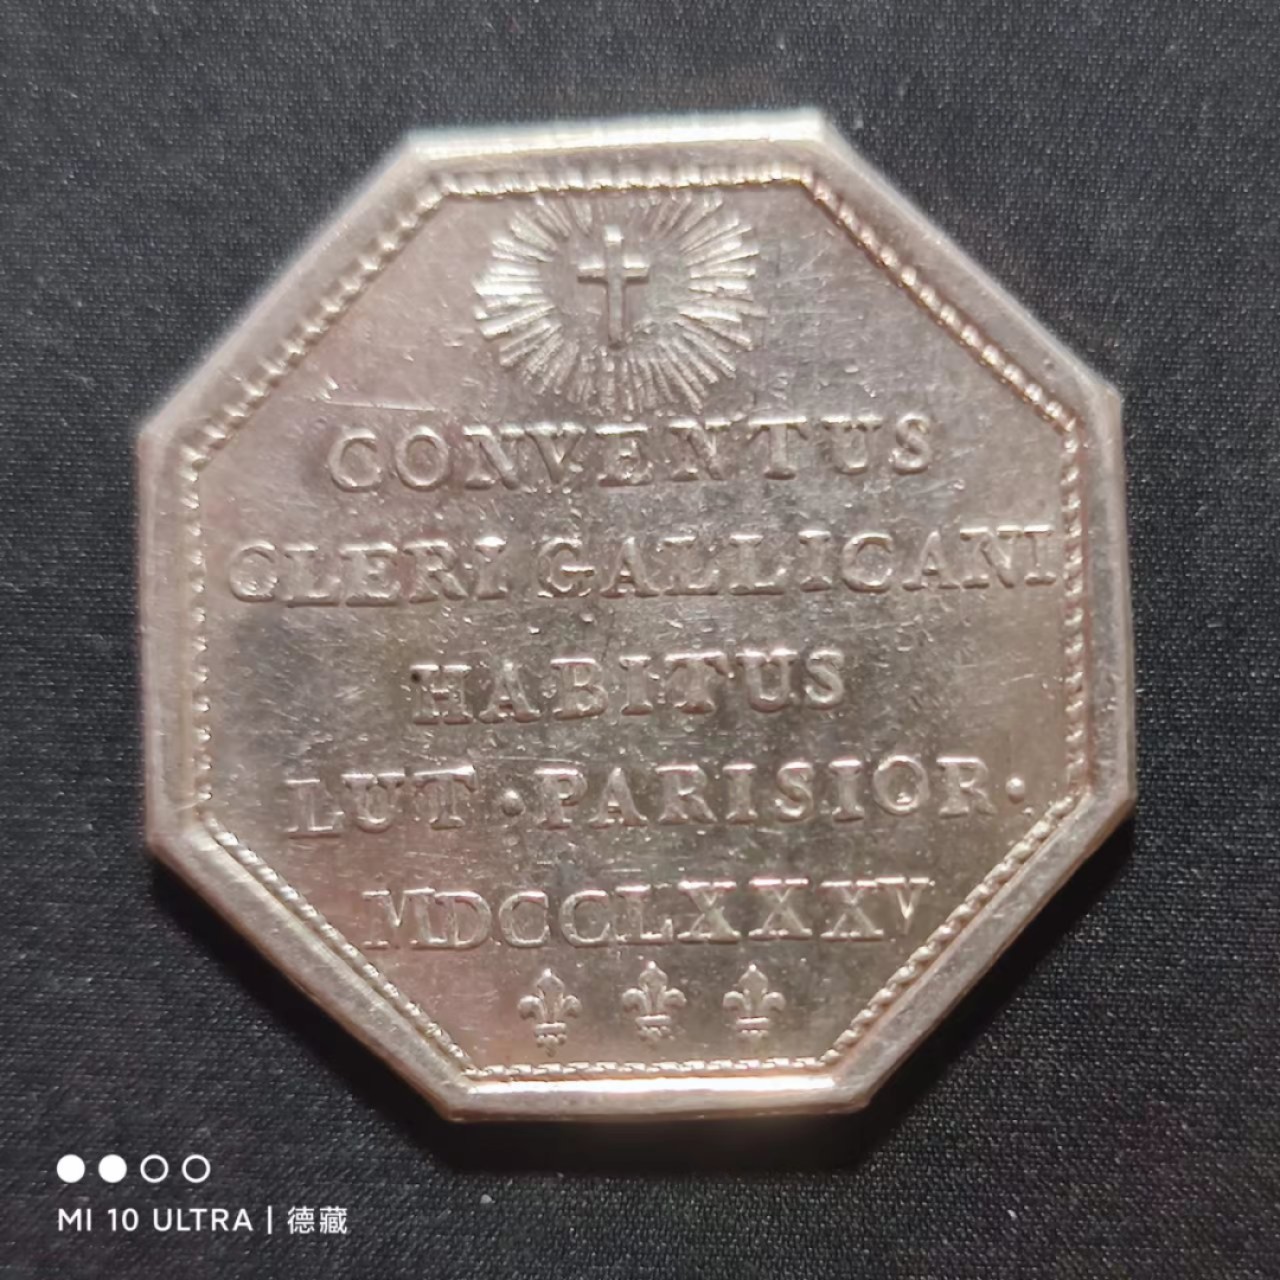 CONVENTUS
CLERI GALLICANI
HABITUS
LUT · PARISIOR ·
MDCCLXXXV
MI 10 ULTRA | 德藏